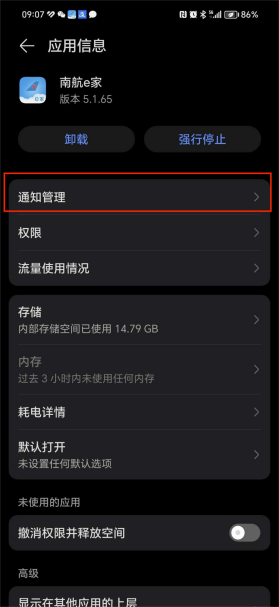 09:07
86%
应用信息
南航e家
版本 5.1.65
卸载
强行停止
通知管理
权限
流量使用情况
存储
内部存储空间已使用 14.79 GB
内存
过去 3 小时内未使用任何内存
耗电详情
默认打开
未设置任何默认选项
未使用的应用
撤消权限并释放空间
高级
显示在其他应用的上层